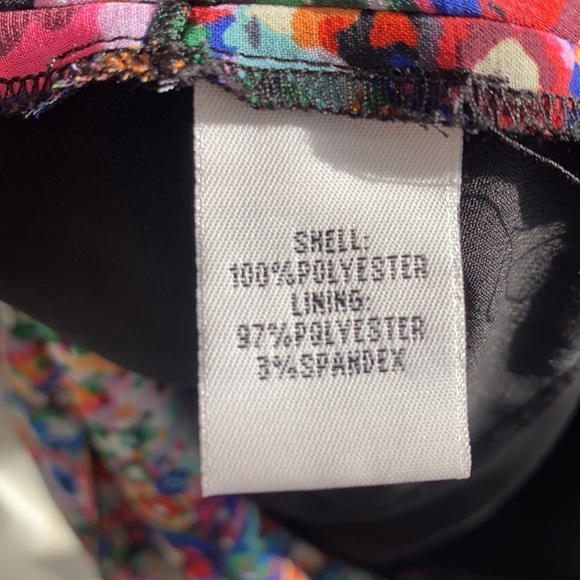 SHELL:
100%POLYESTER
LINING:
97%POLYESTER
3%SPANDEX